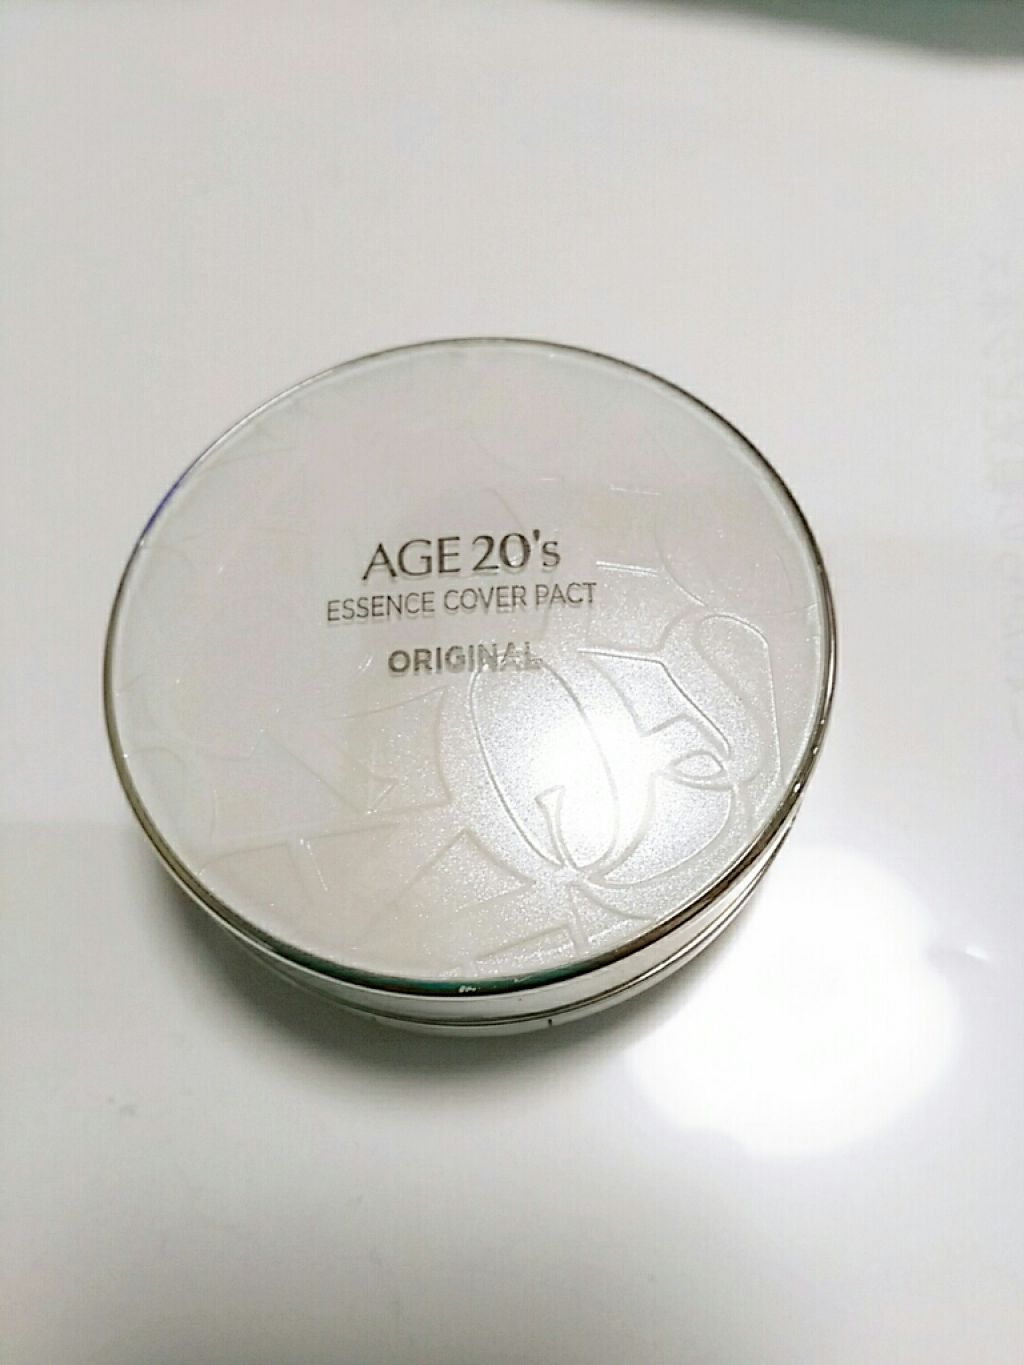 AGE 20's
ESSENCE COVER PACT
ORIGINAL